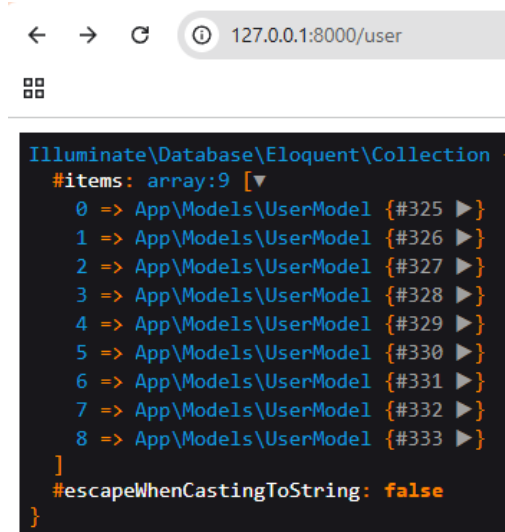 127.0.0.1:8000/user
Illuminate\Database\Eloquent\Collection
#items: array:9 [▼
0 => App\Models\UserModel {#325 ▶}
1 => App\Models\UserModel {#326 ▶}
2 => App\Models\UserModel {#327 ▶}
3 => App\Models\UserModel {#328 ▶}
4 => App\Models\UserModel {#329 ▶}
5 => App\Models\UserModel {#330 ▶}
6 => App\Models\UserModel {#331 ▶}
7 => App\Models\UserModel {#332 ▶}
8 => App\Models\UserModel {#333 ▶}
]
#escapeWhenCastingToString: false
}